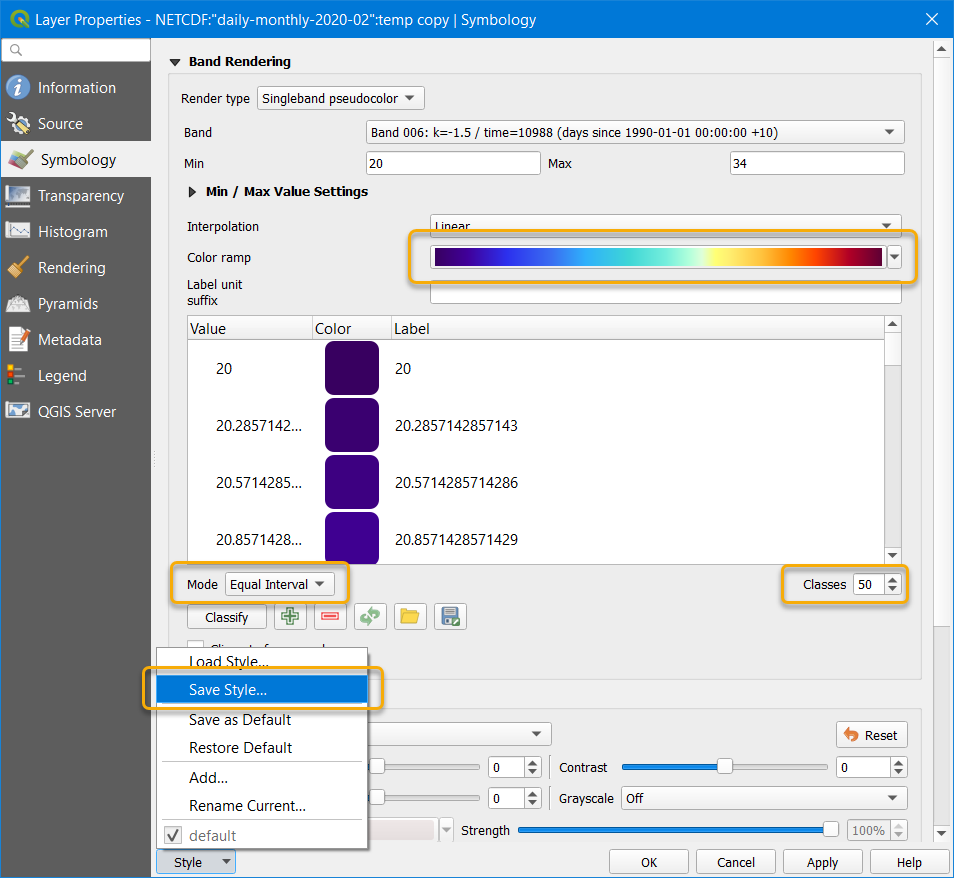 Layer Properties - NETCDF:"daily-monthly-2020-02":temp copy | Symbology
Information
Source
Symbology
Transparency
Histogram
Rendering
Pyramids
Metadata
Legend
QGIS Server
Band Rendering
Render type Singleband pseudocolor
Band Band 006: k=-1.5 / time=10988 (days since 1990-01-01 00:00:00 +10)
Min 20 Max 34
Min / Max Value Settings
Interpolation Linear
Color ramp
Label unit
suffix
Value Color Label
20 20
20.2857142... 20.2857142857143
20.5714285... 20.5714285714286
20.8571428... 20.8571428571429
Mode Equal Interval Classes 50
Classify
Load Style...
Save Style...
Save as Default
Restore Default
Add...
Rename Current...
default
Reset
0 Contrast 0
0 Grayscale Off
Strength 100%
Style OK Cancel Apply Help